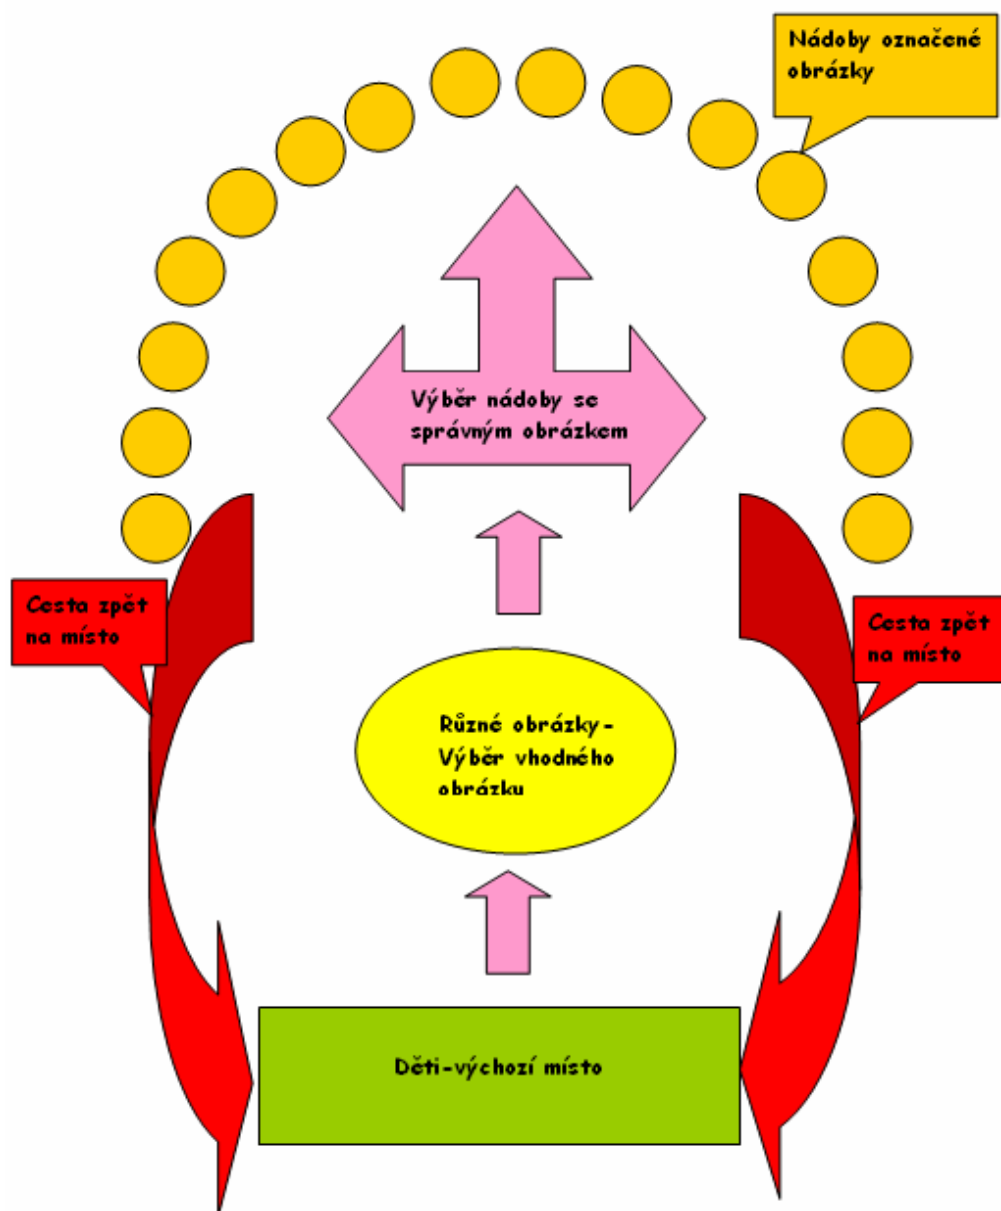 Nádoby označené
obrázky
Výběr nádoby se
správným obrázkem
Cesta zpět
na místo
Cesta zpět
na místo
Různé obrázky-
Výběr vhodného
obrázku
Děti-výchozí místo